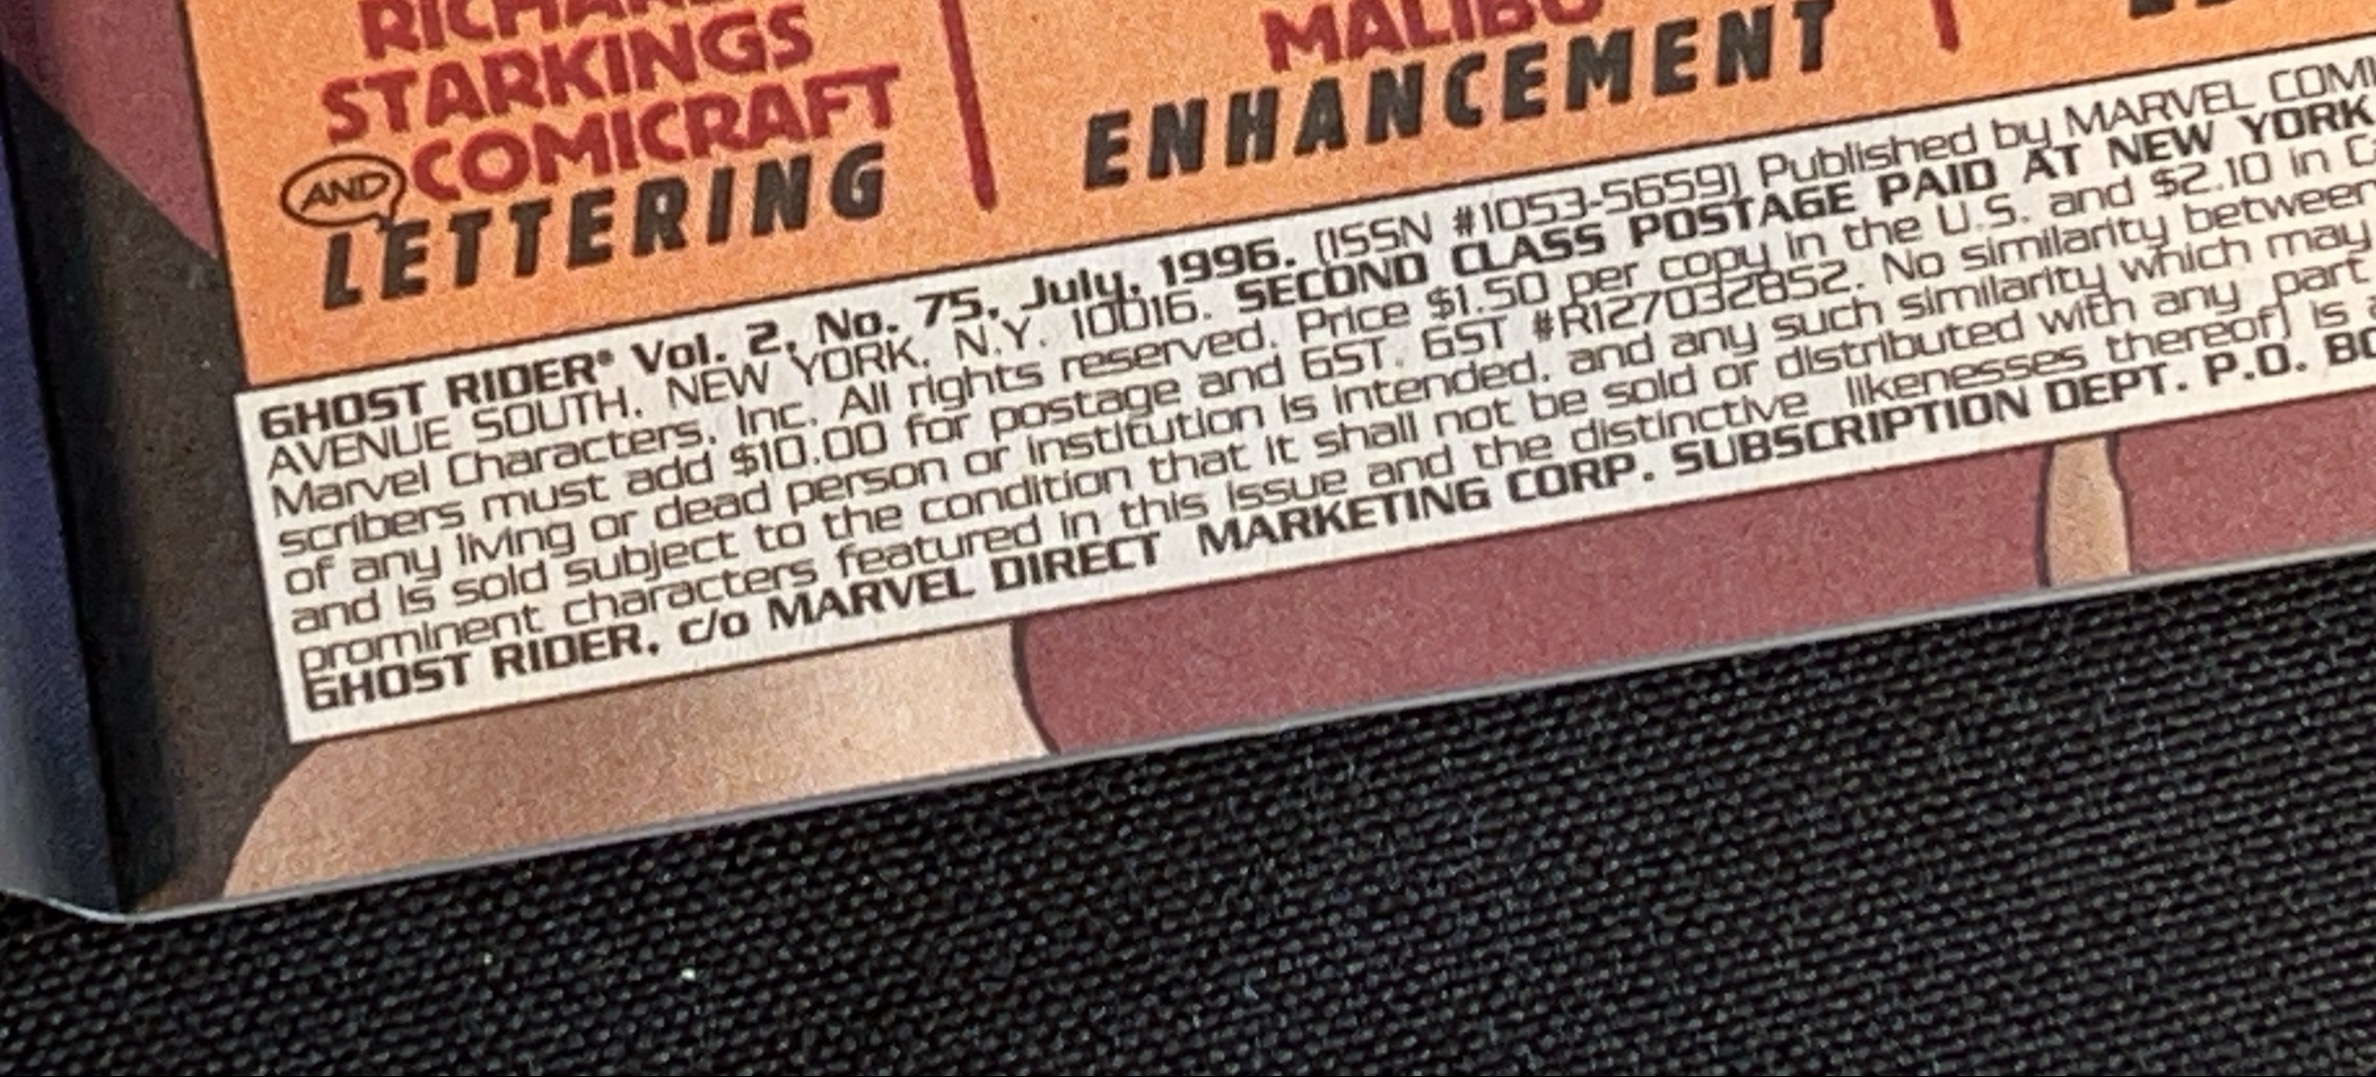 STARKINGS
AND COMICRAFT
LETTERING
MALIBU
ENHANCEMENT
GHOST RIDER® Vol. 2, No. 75, July, 1996. (ISSN #1053-5659) Published by MARVEL
AVENUE SOUTH, NEW YORK, N.Y. 10016. SECOND CLASS POSTAGE PAID AT NEW YORK
Marvel Characters, Inc. All rights reserved. Price $1.50 per copy in the U.S. and $2.10 in
scribers must add $10.00 for postage and GST. GST #R127032852. No similarity between
of any living or dead person or institution is intended, and any such similarity which may
and is sold subject to the condition that it shall not be sold or distributed with any part
prominent characters featured in this issue and the distinctive likenesses thereof) is
GHOST RIDER, c/o MARVEL DIRECT MARKETING CORP. SUBSCRIPTION DEPT. P.O.